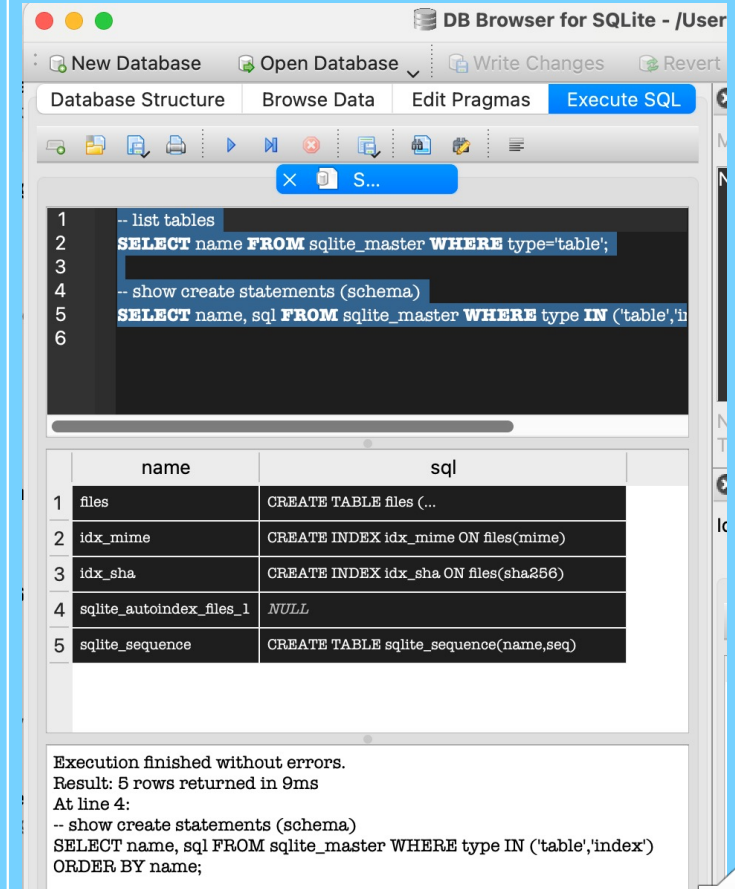 DB Browser for SQLite - /User
New Database Open Database Write Changes Revert
Database Structure Browse Data Edit Pragmas Execute SQL
S...
1 -- list tables
2 SELECT name FROM sqlite_master WHERE type='table';
3
4 -- show create statements (schema)
5 SELECT name, sql FROM sqlite_master WHERE type IN ('table','in
6
name sql
1 files CREATE TABLE files (...
2 idx_mime CREATE INDEX idx_mime ON files(mime)
3 idx_sha CREATE INDEX idx_sha ON files(sha256)
4 sqlite_autoindex_files_1 NULL
5 sqlite_sequence CREATE TABLE sqlite_sequence(name,seq)
Execution finished without errors.
Result: 5 rows returned in 9ms
At line 4:
-- show create statements (schema)
SELECT name, sql FROM sqlite_master WHERE type IN ('table','index')
ORDER BY name;